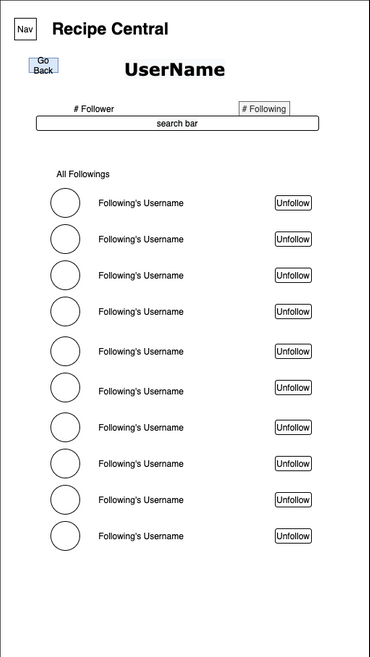 Nav
Recipe Central
Go
Back
UserName
# Follower
# Following
search bar
All Followings
Following's Username
Unfollow
Following's Username
Unfollow
Following's Username
Unfollow
Following's Username
Unfollow
Following's Username
Unfollow
Following's Username
Unfollow
Following's Username
Unfollow
Following's Username
Unfollow
Following's Username
Unfollow
Following's Username
Unfollow